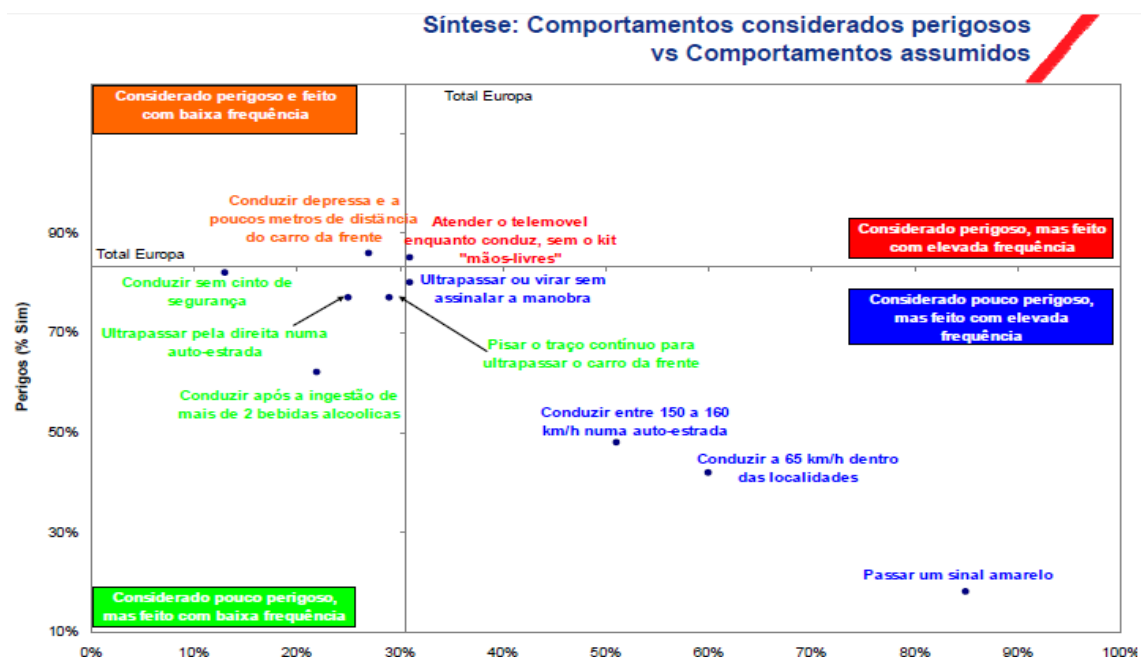 Síntese: Comportamentos considerados perigosos
vs Comportamentos assumidos
Considerado perigoso e feito
com baixa frequência
Total Europa
Conduzir depressa e a
poucos metros de distância
do carro da frente
Atender o telemovel
enquanto conduz, sem o kit
"mãos-livres"
Considerado perigoso, mas feito
com elevada frequência
90%
Total Europa
Conduzir sem cinto de
segurança
Ultrapassar ou virar sem
assinalar a manobra
Considerado pouco perigoso,
mas feito com elevada
frequência
70%
Ultrapassar pela direita numa
auto-estrada
Pisar o traço contínuo para
ultrapassar o carro da frente
Perigos (% Sim)
Conduzir após a ingestão de
mais de 2 bebidas alcoolicas
50%
Conduzir entre 150 a 160
km/h numa auto-estrada
Conduzir a 65 km/h dentro
das localidades
30%
Passar um sinal amarelo
Considerado pouco perigoso,
mas feito com baixa frequência
10%
0% 10% 20% 30% 40% 50% 60% 70% 80% 90% 100%